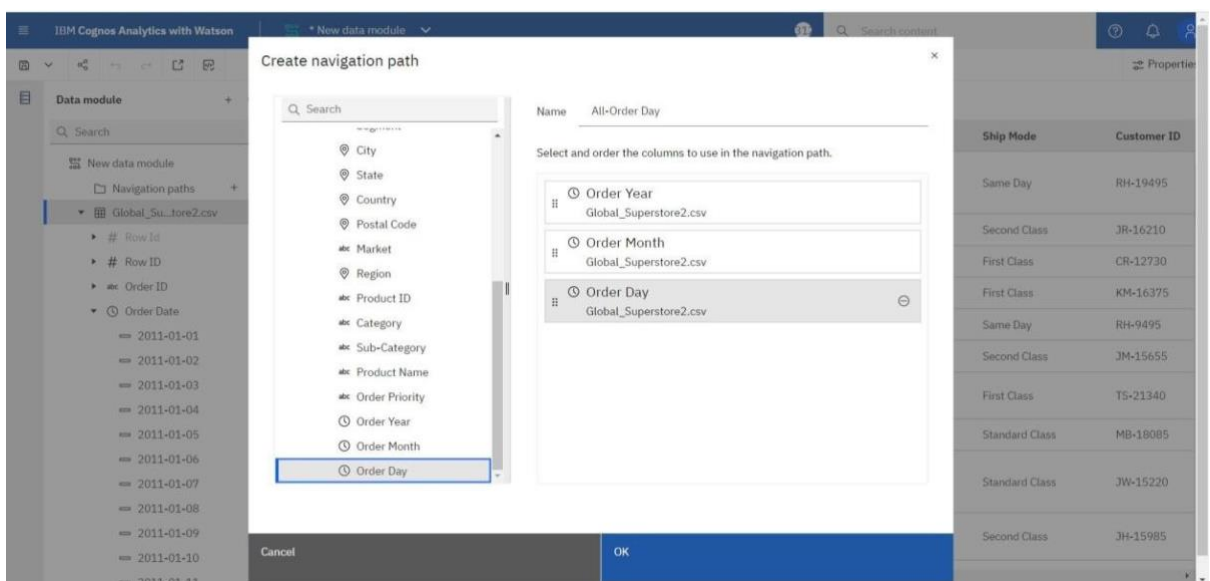 IBM Cognos Analytics with Watson
* New data module
Search content
Properties
Data module
+
Search
New data module
Navigation paths
+
Global_Su...tore2.csv
# Row Id
# Row ID
abc Order ID
Order Date
2011-01-01
2011-01-02
2011-01-03
2011-01-04
2011-01-05
2011-01-06
2011-01-07
2011-01-08
2011-01-09
2011-01-10
Create navigation path
Search
City
State
Country
Postal Code
abc Market
Region
abc Product ID
abc Category
abc Sub-Category
abc Product Name
abc Order Priority
Order Year
Order Month
Order Day
Name All-Order Day
Select and order the columns to use in the navigation path.
Order Year
Global_Superstore2.csv
Order Month
Global_Superstore2.csv
Order Day
Global_Superstore2.csv
Cancel
OK
Ship Mode Customer ID
Same Day RH-19495
Second Class JR-16210
First Class CR-12730
First Class KM-16375
Same Day RH-9495
Second Class JM-15655
First Class TS-21340
Standard Class MB-18085
Standard Class JW-15220
Second Class JH-15985